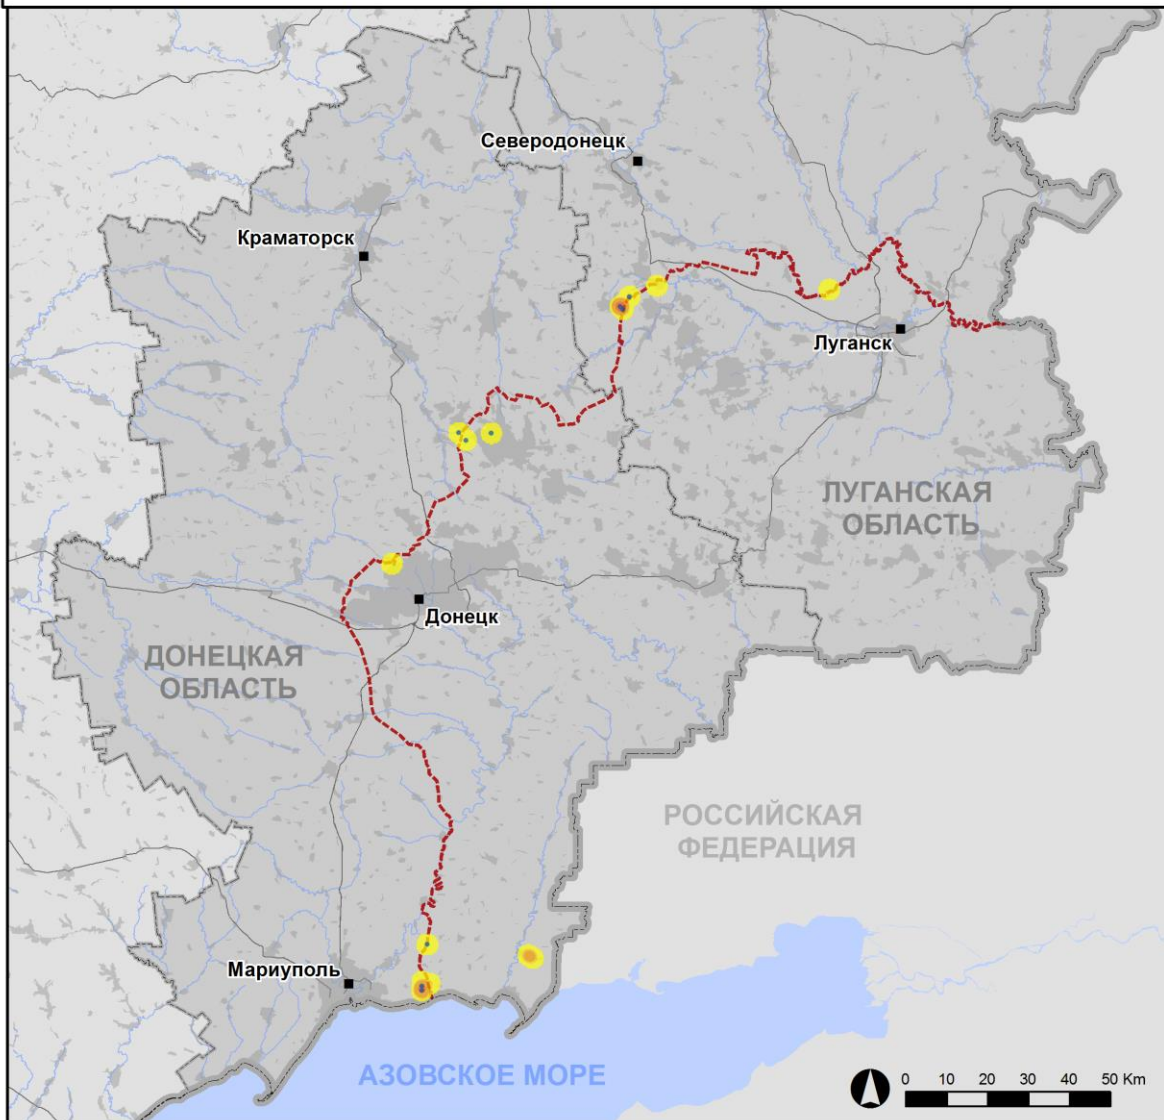 Северодонецк
Краматорск
Луганск
ЛУГАНСКАЯ
ОБЛАСТЬ
Донецк
ДОНЕЦКАЯ
ОБЛАСТЬ
РОССИЙСКАЯ
ФЕДЕРАЦИЯ
Мариуполь
АЗОВСКОЕ МОРЕ
0 10 20 30 40 50 Km